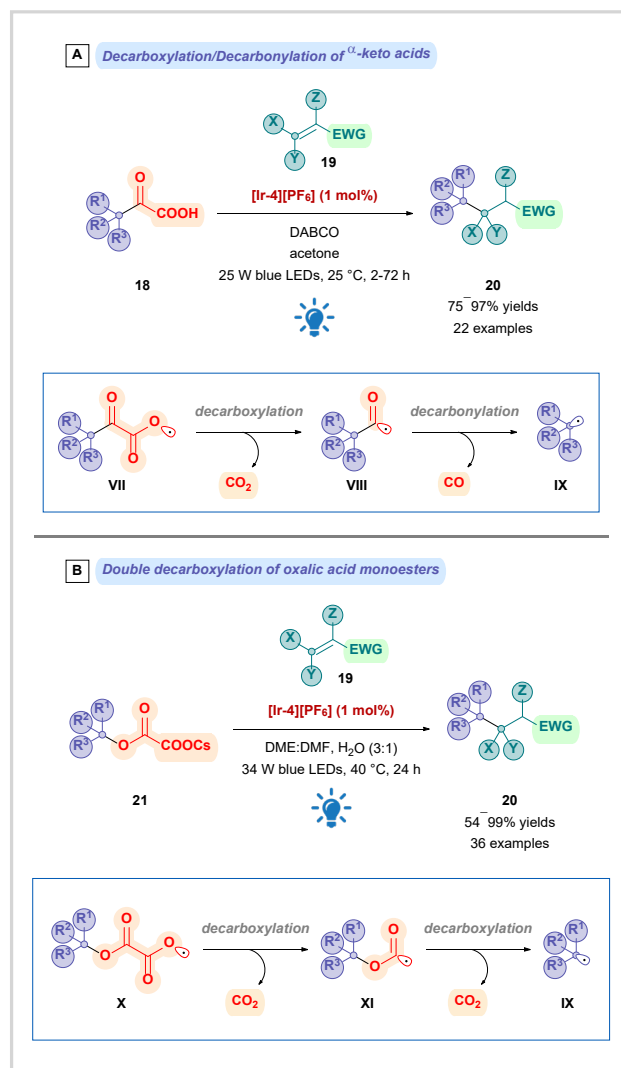 A Decarboxylation/Decarbonylation of α-keto acids
Z
X
EWG
Y
19
O
R1
R2
R3
COOH
18
[Ir-4][PF6] (1 mol%)
DABCO
acetone
25 W blue LEDs, 25 °C, 2-72 h
R1
R2
R3
Z
EWG
X Y
20
75–97% yields
22 examples
O
R1
R2
R3
O
O
VII
decarboxylation
CO2
O
R1
R2
R3
VIII
decarbonylation
CO
R1
R2
R3
IX
B Double decarboxylation of oxalic acid monoesters
Z
X
EWG
Y
19
R1
R2
R3
O
O
COOCs
21
[Ir-4][PF6] (1 mol%)
DME:DMF, H2O (3:1)
34 W blue LEDs, 40 °C, 24 h
R1
R2
R3
Z
EWG
X Y
20
54–99% yields
36 examples
R1
R2
R3
O
O
O
O
X
decarboxylation
CO2
R1
R2
R3
O
O
XI
decarboxylation
CO2
R1
R2
R3
IX